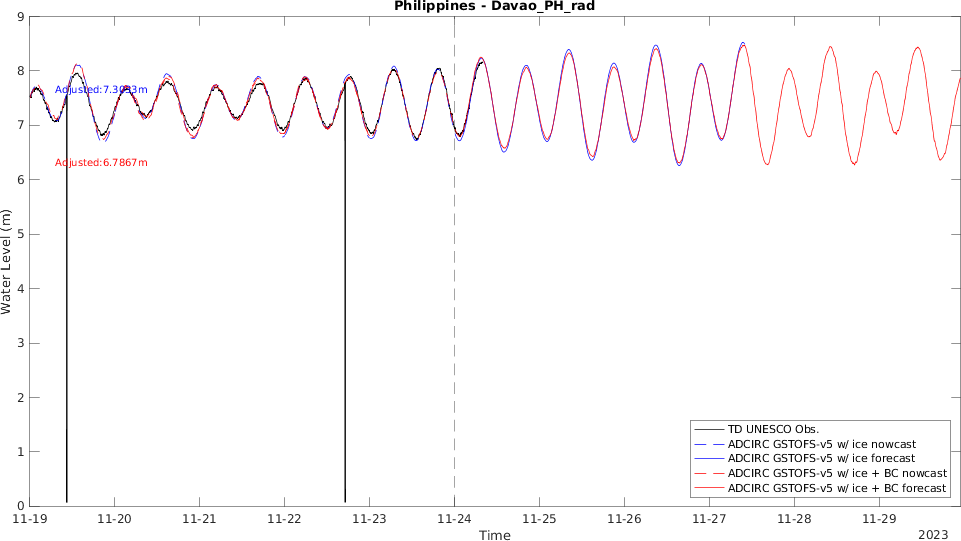 Philippines - Davao_PH_rad
9
8
7
6
5
4
3
2
1
0
Water Level (m)
Adjusted:6.7867m
TD UNESCO Obs.
ADCIRC GSTOFS-v5 w/ ice nowcast
ADCIRC GSTOFS-v5 w/ ice forecast
ADCIRC GSTOFS-v5 w/ ice + BC nowcast
ADCIRC GSTOFS-v5 w/ ice + BC forecast
11-19 11-20 11-21 11-22 11-23 11-24 11-25 11-26 11-27 11-28 11-29
Time
2023